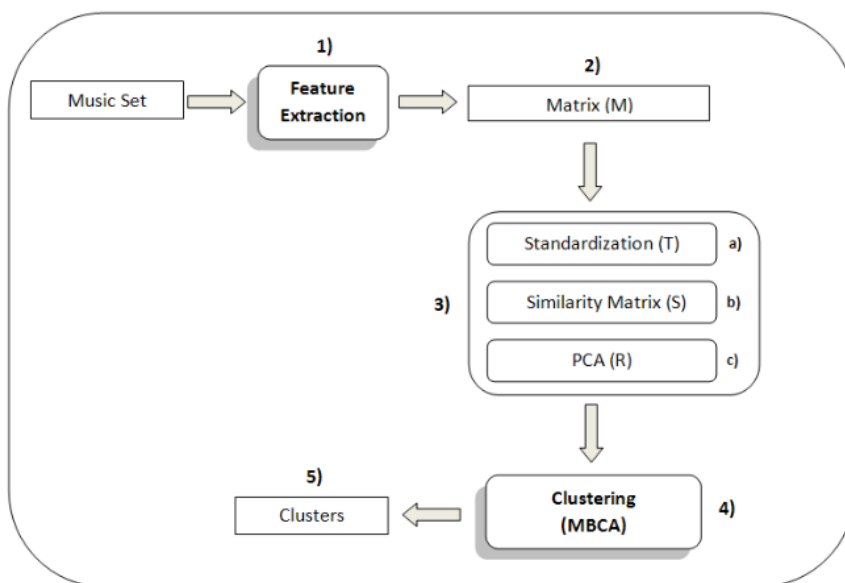 1)
Music Set
Feature
Extraction
2)
Matrix (M)
3)
Standardization (T)
a)
Similarity Matrix (S)
b)
PCA (R)
c)
Clustering
(MBCA)
4)
5)
Clusters